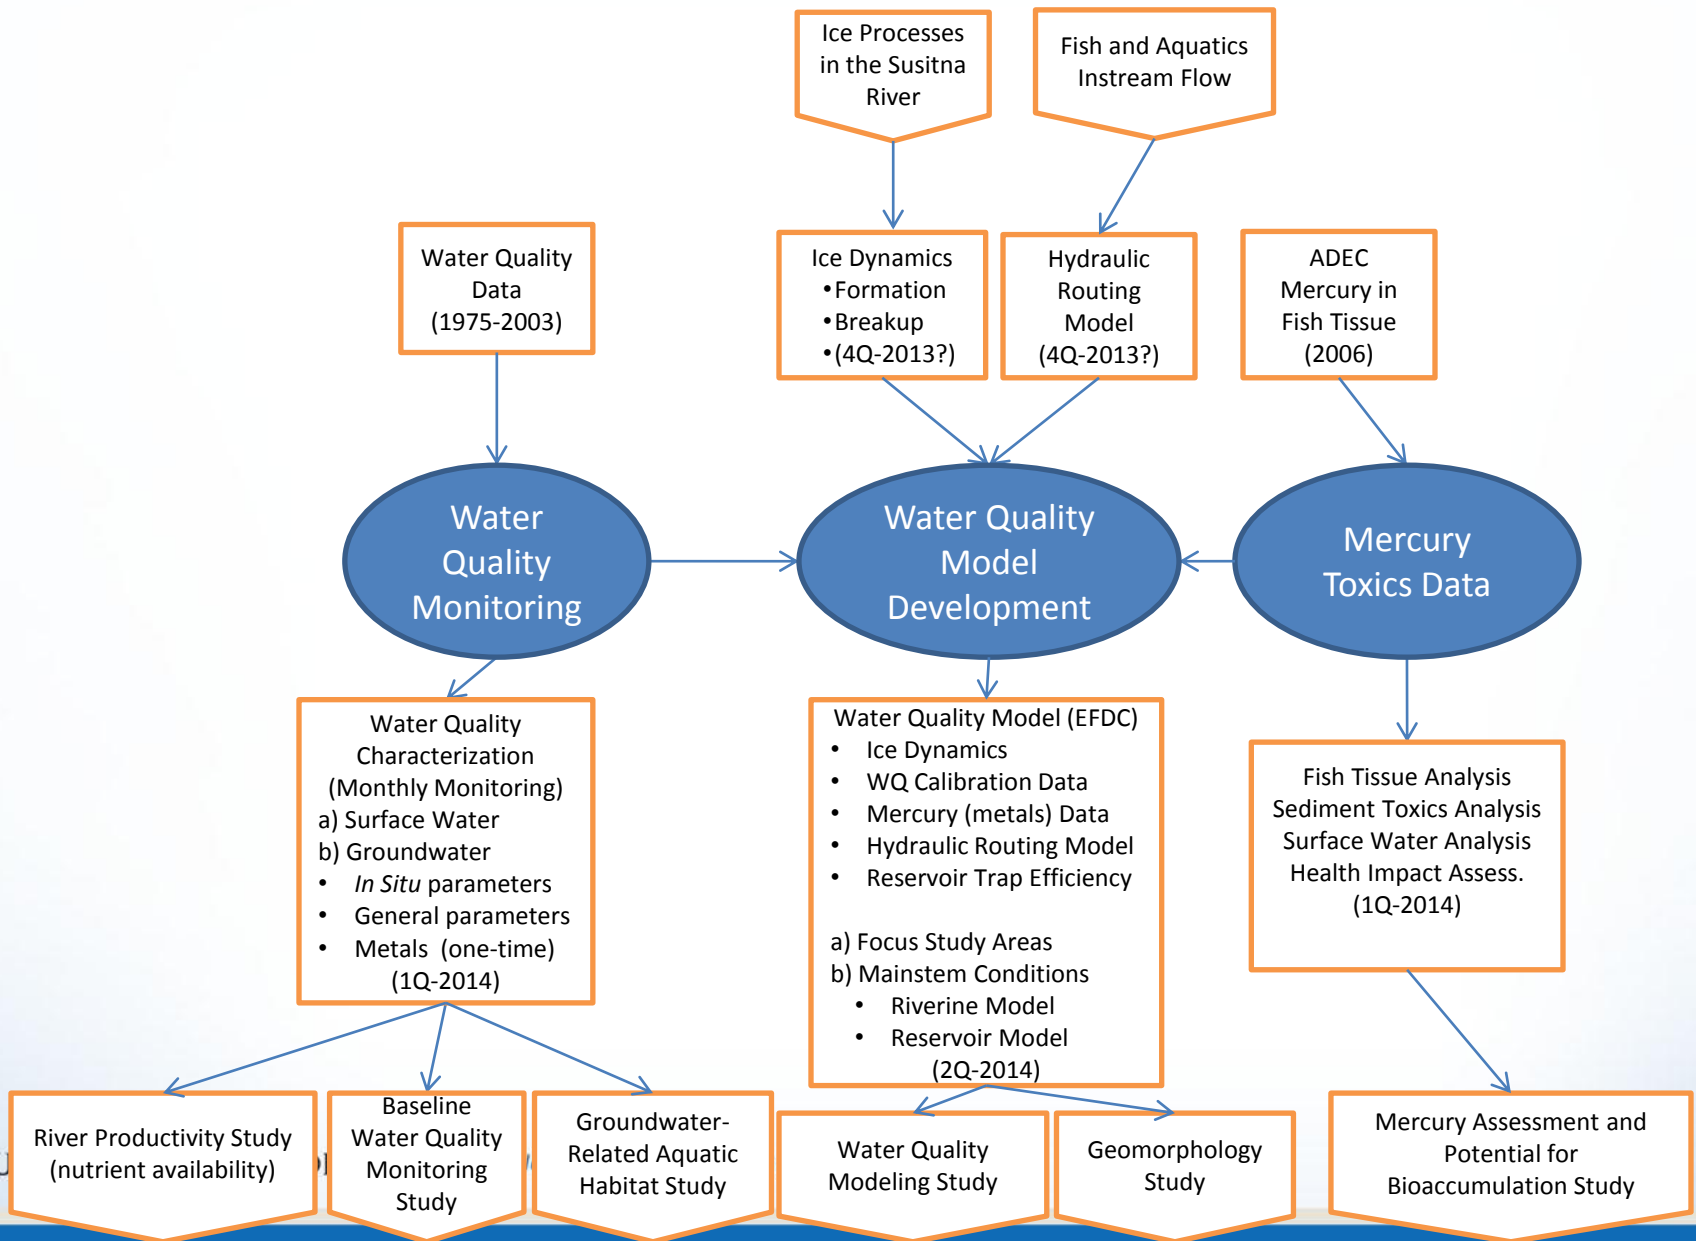 Ice Processes
in the Susitna
River
Fish and Aquatics
Instream Flow
Water Quality
Data
(1975-2003)
Ice Dynamics
•Formation
•Breakup
•(4Q-2013?)
Hydraulic
Routing
Model
(4Q-2013?)
ADEC
Mercury in
Fish Tissue
(2006)
Water
Quality
Monitoring
Water Quality
Model
Development
Mercury
Toxics Data
Water Quality
Characterization
(Monthly Monitoring)
a) Surface Water
b) Groundwater
• In Situ parameters
• General parameters
• Metals (one-time)
(1Q-2014)
Water Quality Model (EFDC)
• Ice Dynamics
• WQ Calibration Data
• Mercury (metals) Data
• Hydraulic Routing Model
• Reservoir Trap Efficiency
a) Focus Study Areas
b) Mainstem Conditions
• Riverine Model
• Reservoir Model
(2Q-2014)
Fish Tissue Analysis
Sediment Toxics Analysis
Surface Water Analysis
Health Impact Assess.
(1Q-2014)
River Productivity Study
(nutrient availability)
Baseline
Water Quality
Monitoring
Study
Groundwater-
Related Aquatic
Habitat Study
Water Quality
Modeling Study
Geomorphology
Study
Mercury Assessment and
Potential for
Bioaccumulation Study